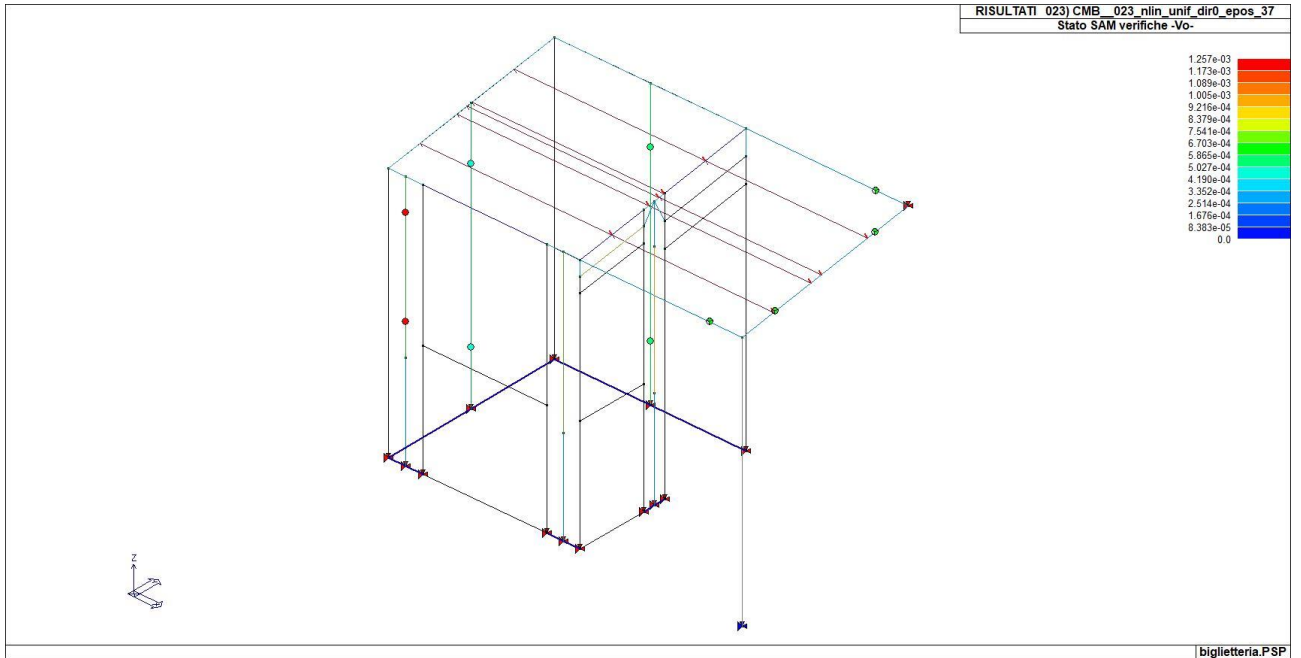 RISULTATI 023) CMB__023_nlin_unif_dir0_epos_37
Stato SAM verifiche -Vo-
1.257e-03
1.173e-03
1.089e-03
1.005e-03
9.216e-04
8.379e-04
7.541e-04
6.703e-04
5.865e-04
5.027e-04
4.190e-04
3.352e-04
2.514e-04
1.676e-04
8.383e-05
0.0
Z
biglietteria.PSP